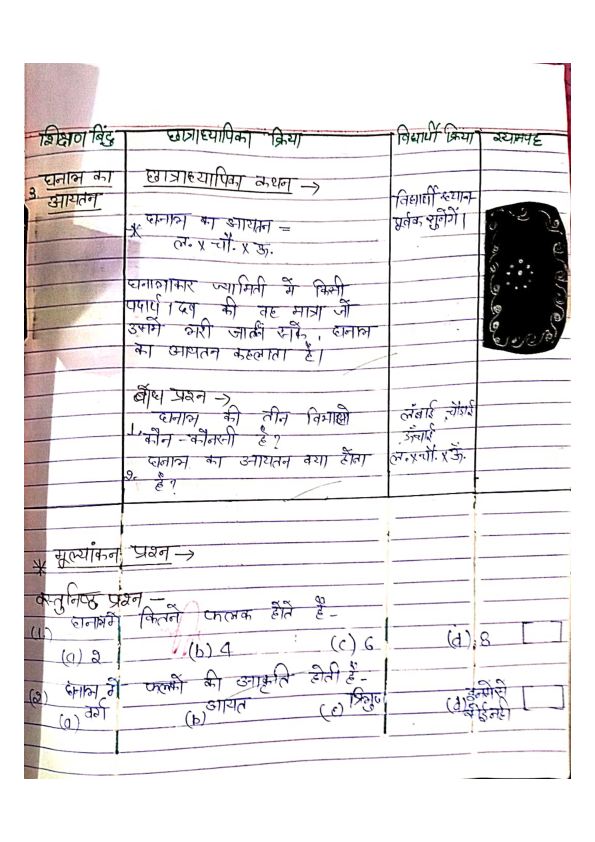 शिक्षण बिंदु छात्राध्यापिका क्रिया विद्यार्थी क्रिया श्यामपट्ट
3. घनाभ का आयतन
छात्राध्यापिका कथन →
* घनाभ का आयतन =
ल. x चौ. x ऊ.
घनाभाकार ज्यामिती में किसी
पदार्थ / द्रव की वह मात्रा जों
उसमें भरी जा सकें, घनाभ
का आयतन कहलाता हैं।
विद्यार्थी ध्यान-
पूर्वक सुनेंगें।
बोध प्रश्न →
1. घनाभ की तीन विमाओ
कौन-कौनसी है?
2. घनाभ का आयतन क्या होता
है?
लंबाई, चौडाई
ऊँचाई
ल. x चौ. x ऊँ.
* मूल्यांकन प्रश्न →
वस्तुनिष्ठ प्रश्न -
(1) घनाभमें कितनें फलक होतें हैं -
(a) 2 (b) 4 (c) 6 (d) 8
(2) घनाभ में फलकों की आकृति होती हैं -
(a) वर्ग (b) आयत (c) त्रिभुज (d) इनमेंसे
कोईनही